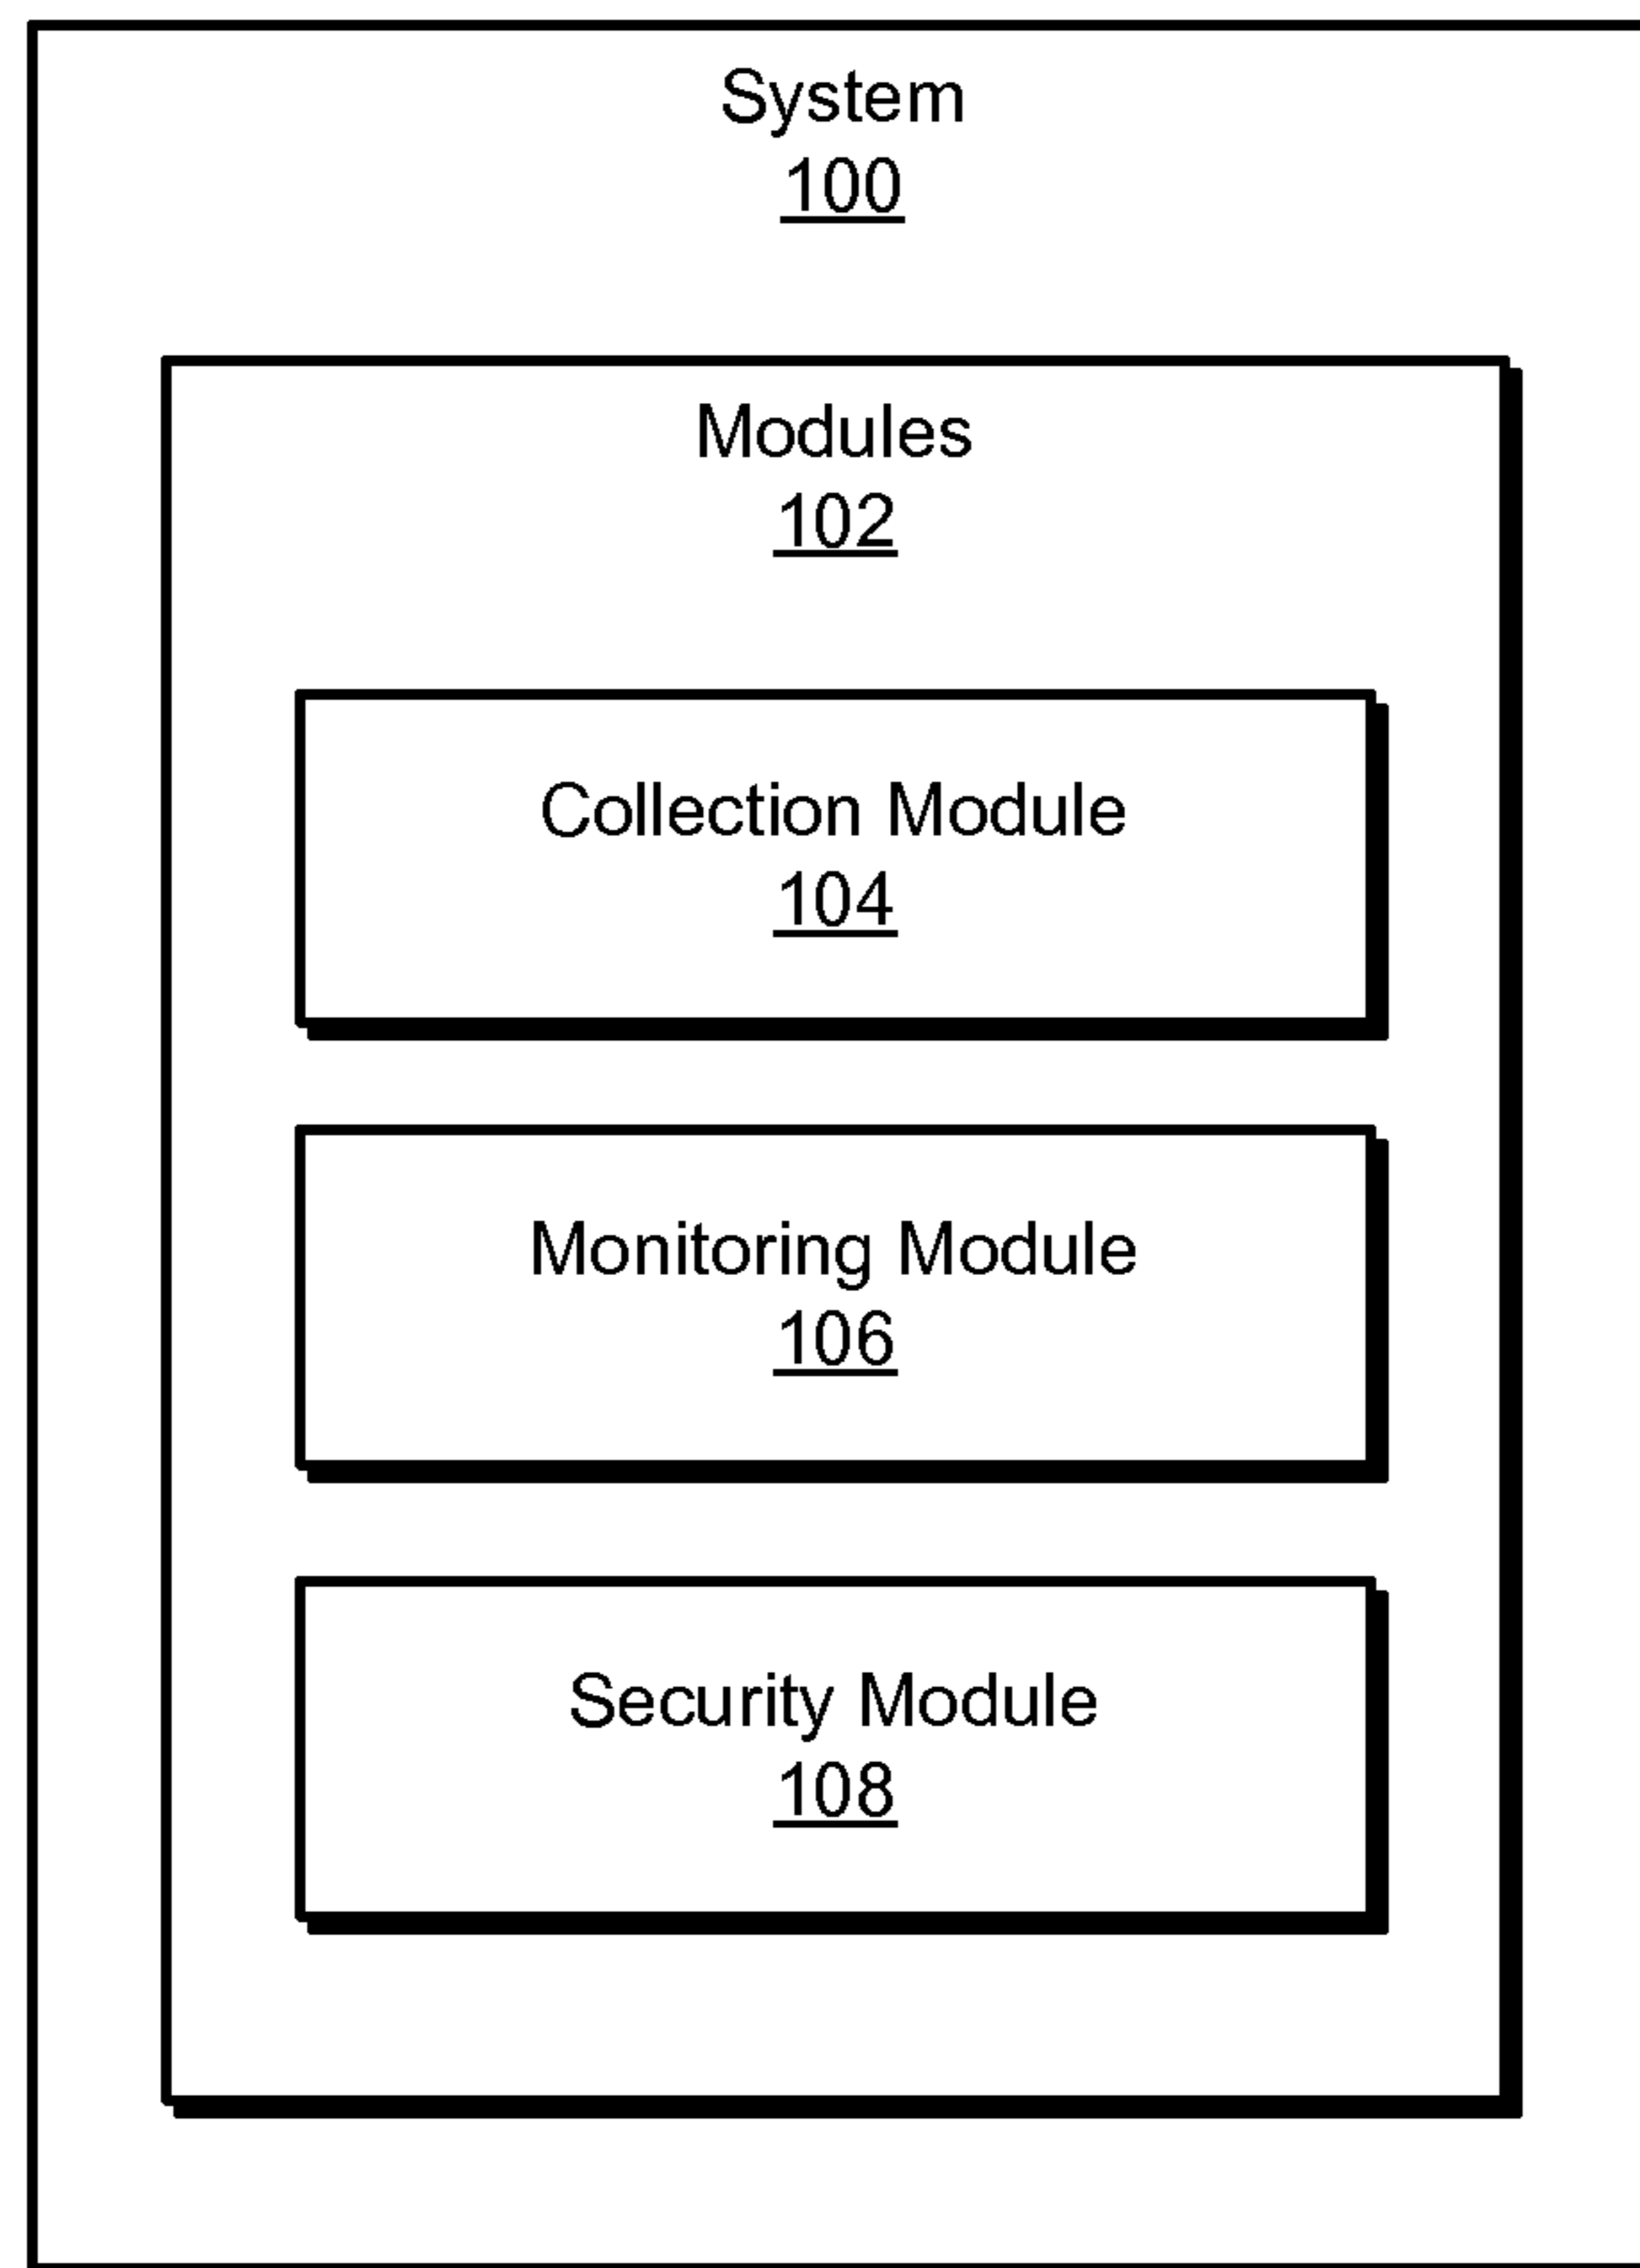 System
100
Modules
102
Collection Module
104
Monitoring Module
106
Security Module
108